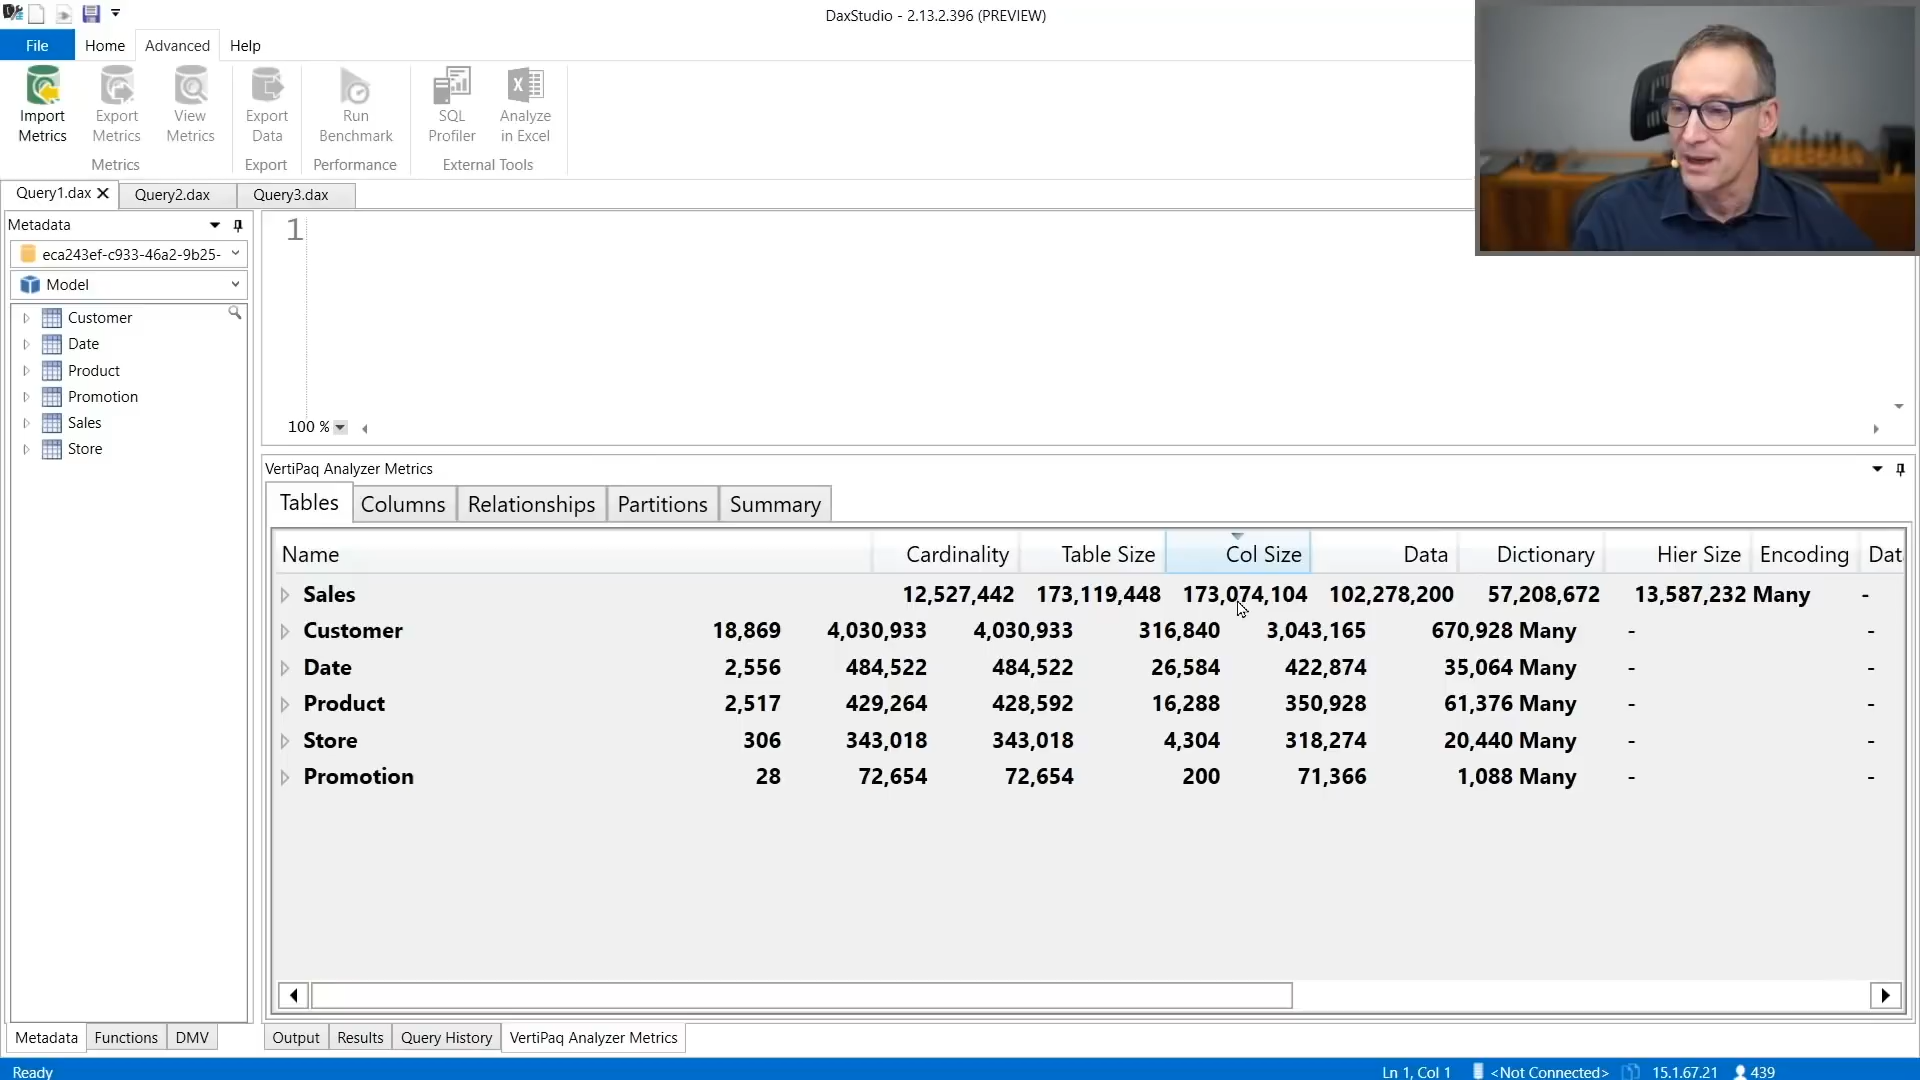 DaxStudio - 2.13.2.396 (PREVIEW)
File Home Advanced Help
Import Metrics
Export Metrics
View Metrics
Export Data
Run Benchmark
SQL Profiler
Analyze in Excel
Metrics Export Performance External Tools
Query1.dax Query2.dax Query3.dax
Metadata
eca243ef-c933-46a2-9b25-
Model
Customer
Date
Product
Promotion
Sales
Store
1
100 %
VertiPaq Analyzer Metrics
Tables Columns Relationships Partitions Summary
Name Cardinality Table Size Col Size Data Dictionary Hier Size Encoding Dat
Sales 12,527,442 173,119,448 173,074,104 102,278,200 57,208,672 13,587,232 Many -
Customer 18,869 4,030,933 4,030,933 316,840 3,043,165 670,928 Many - -
Date 2,556 484,522 484,522 26,584 422,874 35,064 Many - -
Product 2,517 429,264 428,592 16,288 350,928 61,376 Many - -
Store 306 343,018 343,018 4,304 318,274 20,440 Many - -
Promotion 28 72,654 72,654 200 71,366 1,088 Many - -
Metadata Functions DMV
Output Results Query History VertiPaq Analyzer Metrics
Ready Ln 1, Col 1 <Not Connected> 15.1.67.21 439